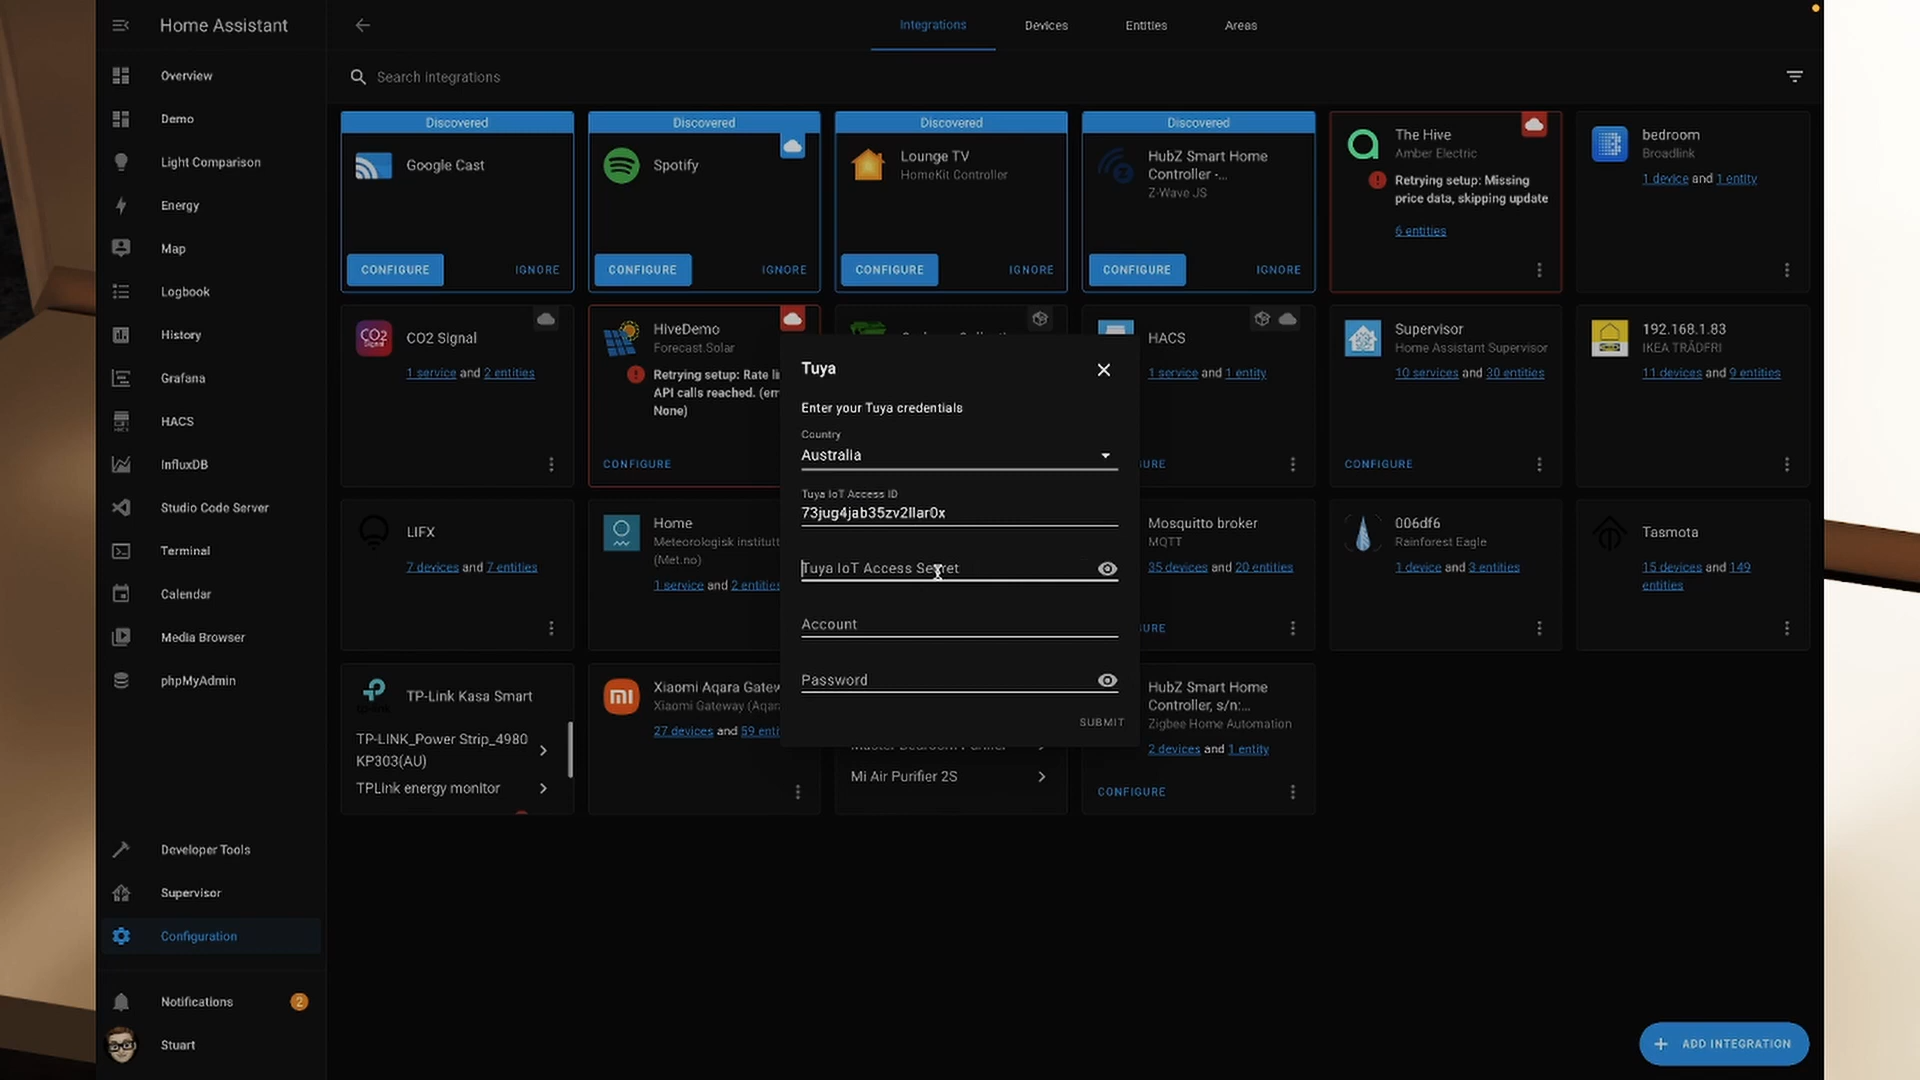 Home Assistant
Overview
Demo
Light Comparison
Energy
Map
Logbook
History
Grafana
HACS
InfluxDB
Studio Code Server
Terminal
Calendar
Media Browser
phpMyAdmin
Developer Tools
Supervisor
Configuration
Notifications
2
Stuart
Integrations
Devices
Entities
Areas
Search integrations
Discovered
Google Cast
CONFIGURE
IGNORE
Discovered
Spotify
CONFIGURE
IGNORE
Discovered
Lounge TV
HomeKit Controller
CONFIGURE
IGNORE
Discovered
HubZ Smart Home
Controller -...
Z-Wave JS
CONFIGURE
IGNORE
The Hive
Amber Electric
Retrying setup: Missing
price data, skipping update
6 entities
bedroom
Broadlink
1 device and 1 entity
CO2
Signal
CO2 Signal
1 service and 2 entities
HiveDemo
Forecast.Solar
Retrying setup: Rate li
API calls reached. (err
None)
CONFIGURE
HACS
1 service and 1 entity
URE
Supervisor
Home Assistant Supervisor
10 services and 30 entities
CONFIGURE
192.168.1.83
IKEA TRÅDFRI
11 devices and 9 entities
LIFX
7 devices and 7 entities
Home
Meteorologisk institutt
(Met.no)
1 service and 2 entities
Tuya
Enter your Tuya credentials
Country
Australia
Tuya IoT Access ID
73jug4jab35zv2llar0x
Tuya IoT Access Secret
Account
Password
SUBMIT
Mosquitto broker
MQTT
35 devices and 20 entities
URE
006df6
Rainforest Eagle
1 device and 3 entities
Tasmota
15 devices and 149
entities
tp-link
TP-Link Kasa Smart
TP-LINK_Power Strip_4980
KP303(AU)
TPLink energy monitor
Xiaomi Aqara Gatew
Xiaomi Gateway (Aqara
27 devices and 59 enti
Mi Air Purifier 2S
HubZ Smart Home
Controller, s/n:...
Zigbee Home Automation
2 devices and 1 entity
CONFIGURE
ADD INTEGRATION